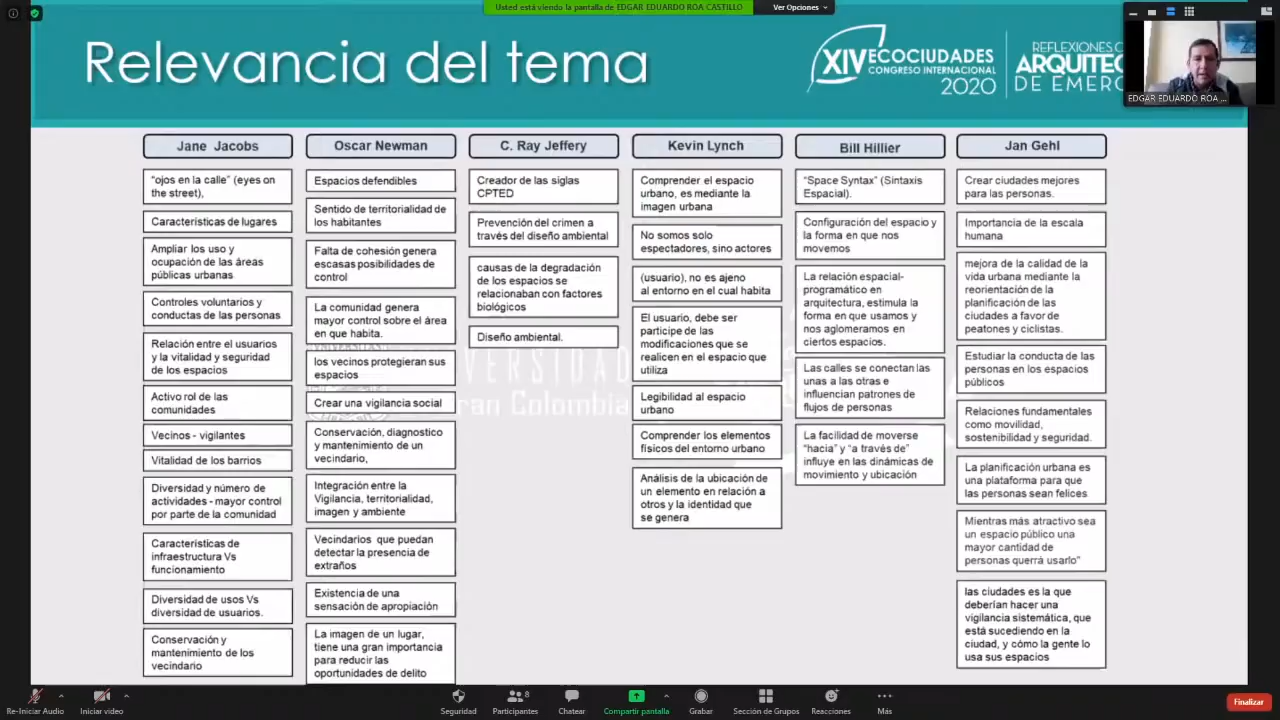 Usted está viendo la pantalla de EDGAR EDUARDO ROA CASTILLO
Ver Opciones
Relevancia del tema
XIV ECOCIUDADES
CONGRESO INTERNACIONAL
2020
REFLEXIONES
ARQUITEC
DE EMERG
EDGAR EDUARDO ROA ...
Jane Jacobs
"ojos en la calle" (eyes on
the street),
Características de lugares
Ampliar los uso y
ocupación de las áreas
públicas urbanas
Controles voluntarios y
conductas de las personas
Relación entre el usuarios
y la vitalidad y seguridad
de los espacios
Activo rol de las
comunidades
Vecinos - vigilantes
Vitalidad de los barrios
Diversidad y número de
actividades - mayor control
por parte de la comunidad
Características de
infraestructura Vs
funcionamiento
Diversidad de usos Vs
diversidad de usuarios.
Conservación y
mantenimiento de los
vecindario
Oscar Newman
Espacios defendibles
Sentido de territorialidad de
los habitantes
Falta de cohesión genera
escasas posibilidades de
control
La comunidad genera
mayor control sobre el área
en que habita.
los vecinos protegieran sus
espacios
Crear una vigilancia social
Conservación, diagnostico
y mantenimiento de un
vecindario,
Integración entre la
Vigilancia, territorialidad,
imagen y ambiente
Vecindarios que puedan
detectar la presencia de
extraños
Existencia de una
sensación de apropiación
La imagen de un lugar,
tiene una gran importancia
para reducir las
oportunidades de delito
C. Ray Jeffery
Creador de las siglas
CPTED
Prevención del crimen a
través del diseño ambiental
causas de la degradación
de los espacios se
relacionaban con factores
biológicos
Diseño ambiental.
Kevin Lynch
Comprender el espacio
urbano, es mediante la
imagen urbana
No somos solo
espectadores, sino actores
(usuario), no es ajeno
al entorno en el cual habita
El usuario, debe ser
participe de las
modificaciones que se
realicen en el espacio que
utiliza
Legibilidad al espacio
urbano
Comprender los elementos
físicos del entorno urbano
Análisis de la ubicación de
un elemento en relación a
otros y la identidad que
se genera
Bill Hillier
"Space Syntax" (Sintaxis
Espacial).
Configuración del espacio y
la forma en que nos
movemos
La relación espacial-
programático en
arquitectura, estimula la
forma en que usamos y
nos aglomeramos en
ciertos espacios.
Las calles se conectan las
unas a las otras e
influencian patrones de
flujos de personas
La facilidad de moverse
"hacia" y "a través de"
influye en las dinámicas de
movimiento y ubicación
Jan Gehl
Crear ciudades mejores
para las personas.
Importancia de la escala
humana
mejora de la calidad de la
vida urbana mediante la
reorientación de la
planificación de las
ciudades a favor de
peatones y ciclistas.
Estudiar la conducta de las
personas en los espacios
públicos
Relaciones fundamentales
como movilidad,
sostenibilidad y seguridad.
La planificación urbana es
una plataforma para que
las personas sean felices
Mientras más atractivo sea
un espacio público una
mayor cantidad de
personas querrá usarlo"
las ciudades es la que
deberían hacer una
vigilancia sistemática, que
está sucediendo en la
ciudad, y cómo la gente lo
usa sus espacios
VERSIDAD
ran Colombia
Re-Iniciar Audio
Iniciar video
Seguridad
8
Participantes
Chatear
Compartir pantalla
Grabar
Sección de Grupos
Reacciones
Más
Finalizar